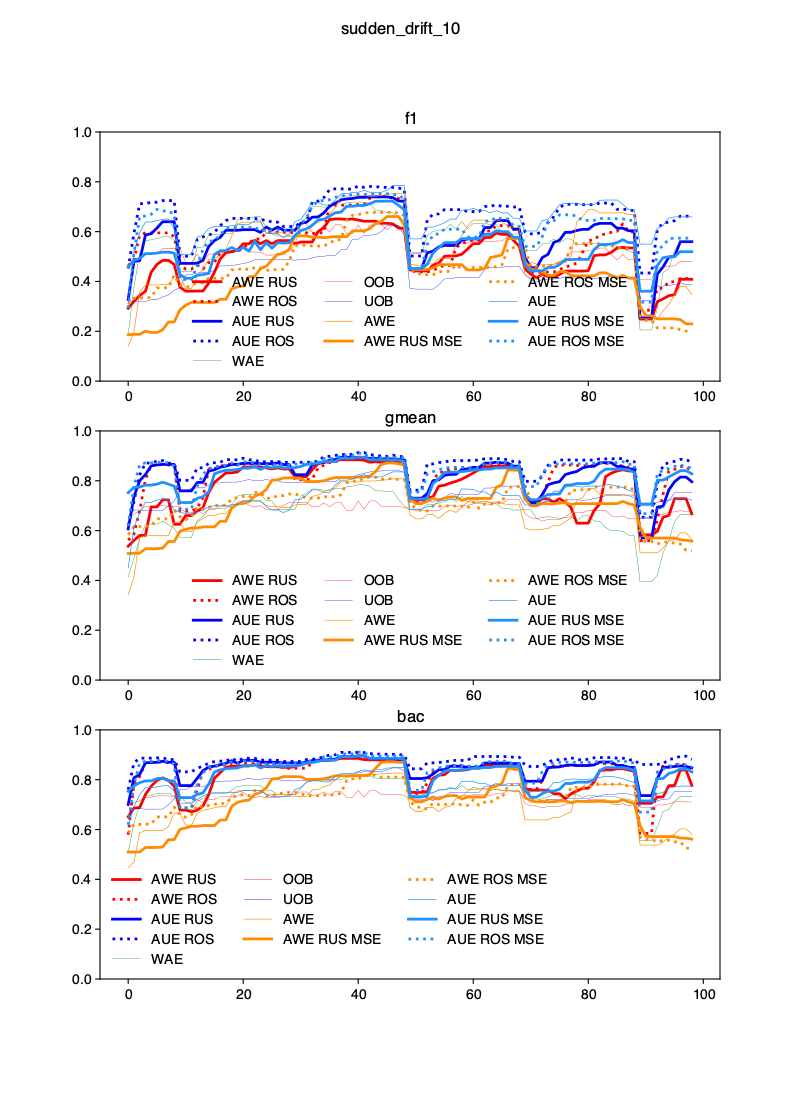 sudden_drift_10
f1
1.0
0.8
0.6
0.4
0.2
0.0
AWE RUS OOB AWE ROS MSE
AWE ROS UOB AUE
AUE RUS AWE AUE RUS MSE
AUE ROS AWE RUS MSE AUE ROS MSE
WAE
0 20 40 60 80 100
gmean
1.0
0.8
0.6
0.4
0.2
0.0
AWE RUS OOB AWE ROS MSE
AWE ROS UOB AUE
AUE RUS AWE AUE RUS MSE
AUE ROS AWE RUS MSE AUE ROS MSE
WAE
0 20 40 60 80 100
bac
1.0
0.8
0.6
0.4
0.2
0.0
AWE RUS OOB AWE ROS MSE
AWE ROS UOB AUE
AUE RUS AWE AUE RUS MSE
AUE ROS AWE RUS MSE AUE ROS MSE
WAE
0 20 40 60 80 100